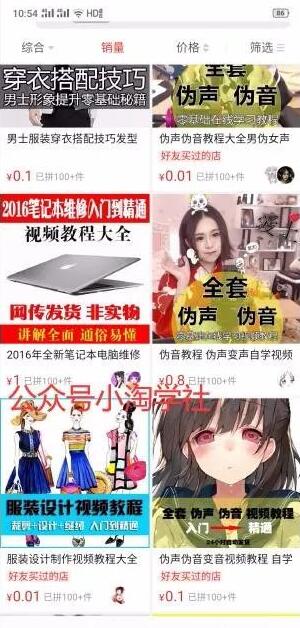 10:54
HD
86
综合
销量
价格
筛选
穿衣搭配技巧
男士形象提升零基础秘籍
全套
伪声 伪音
零基础在线学习教程
男士服装穿衣搭配技巧发型
伪声伪音教程大全男伪女声
好友买过的店
¥0.1 已拼100+件
¥0.01 已拼100+件
2016笔记本维修入门到精通
视频教程大全
网传发货 非实物
讲解全面 通俗易懂
全套
伪声 伪音
零基础在线学习教程
2016年全新笔记本电脑维修
伪音教程 伪声变声自学视频
¥1 已拼100+件
¥0.8 已拼100+件
公众号小淘学社
服装设计视频教程
裁剪+设计+缝纫 入门到精通
全套 伪声 伪音 视频教程
入门 精通
24小时自动发货
服装设计制作视频教程大全
伪声伪音变音视频教程 自学
好友买过的店
好友买过的店
¥0.01 已拼100+件
¥0.01 已拼100+件